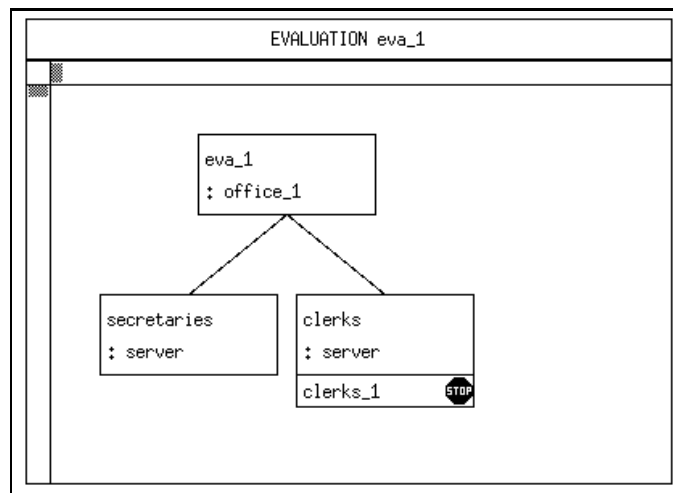 EVALUATION eva_1
eva_1
: office_1
secretaries
: server
clerks
: server
clerks_1
STOP